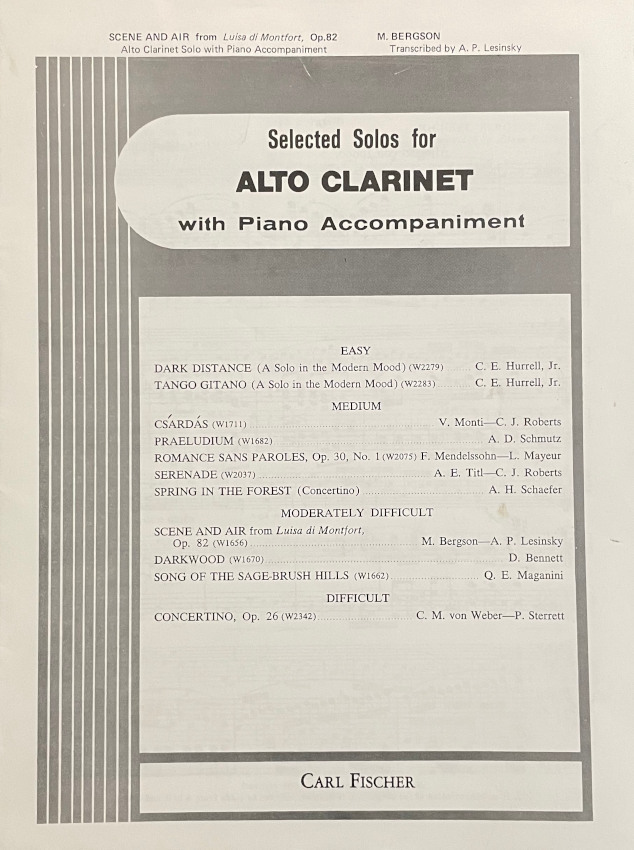 SCENE AND AIR from Luisa di Montfort, Op.82 M. BERGSON
Alto Clarinet Solo with Piano Accompaniment Transcribed by A. P. Lesinsky
Selected Solos for
ALTO CLARINET
with Piano Accompaniment
EASY
DARK DISTANCE (A Solo in the Modern Mood) (W2279) C. E. Hurrell, Jr.
TANGO GITANO (A Solo in the Modern Mood) (W2283) C. E. Hurrell, Jr.
MEDIUM
CSÁRDÁS (W1711) V. Monti—C. J. Roberts
PRAELUDIUM (W1682) A. D. Schmutz
ROMANCE SANS PAROLES, Op. 30, No. 1 (W2075) F. Mendelssohn—L. Mayeur
SERENADE (W2037) A. E. Titl—C. J. Roberts
SPRING IN THE FOREST (Concertino) A. H. Schaefer
MODERATELY DIFFICULT
SCENE AND AIR from Luisa di Montfort,
Op. 82 (W1656) M. Bergson—A. P. Lesinsky
DARKWOOD (W1670) D. Bennett
SONG OF THE SAGE-BRUSH HILLS (W1662) Q. E. Maganini
DIFFICULT
CONCERTINO, Op. 26 (W2342) C. M. von Weber—P. Sterrett
CARL FISCHER